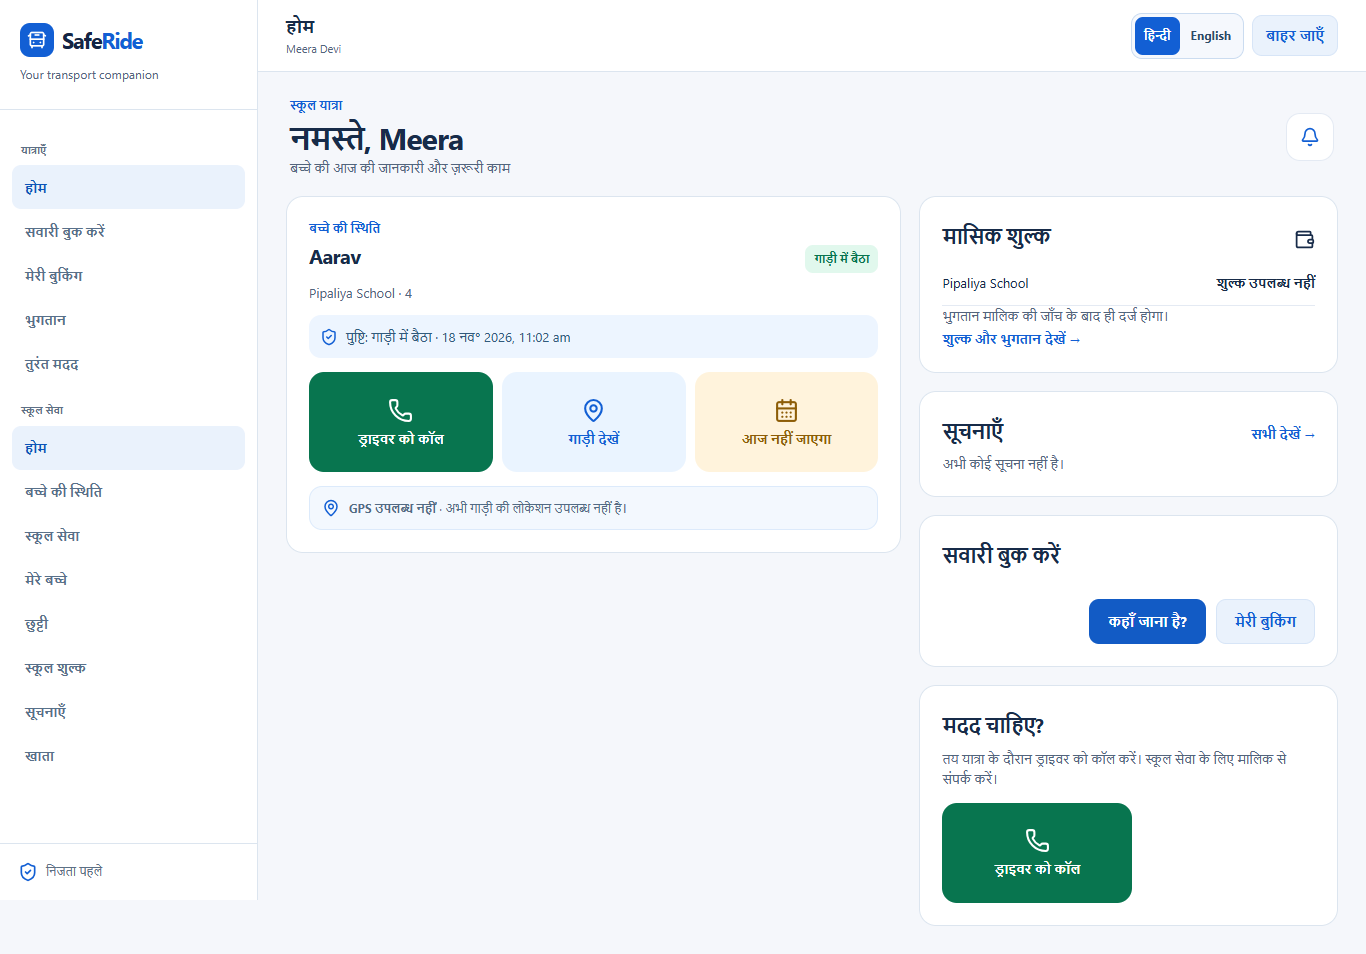 SafeRide
Your transport companion
यात्राएँ
होम
सवारी बुक करें
मेरी बुकिंग
भुगतान
तुरंत मदद
स्कूल सेवा
होम
बच्चे की स्थिति
स्कूल सेवा
मेरे बच्चे
छुट्टी
स्कूल शुल्क
सूचनाएँ
खाता
निजता पहले
होम
Meera Devi
हिन्दी English बाहर जाएँ
स्कूल यात्रा
नमस्ते, Meera
बच्चे की आज की जानकारी और ज़रूरी काम
बच्चे की स्थिति
Aarav
गाड़ी में बैठा
Pipaliya School · 4
पुष्टि: गाड़ी में बैठा · 18 नव॰ 2026, 11:02 am
ड्राइवर को कॉल
गाड़ी देखें
आज नहीं जाएगा
GPS उपलब्ध नहीं · अभी गाड़ी की लोकेशन उपलब्ध नहीं है।
मासिक शुल्क
Pipaliya School शुल्क उपलब्ध नहीं
भुगतान मालिक की जाँच के बाद ही दर्ज होगा।
शुल्क और भुगतान देखें →
सूचनाएँ
सभी देखें →
अभी कोई सूचना नहीं है।
सवारी बुक करें
कहाँ जाना है? मेरी बुकिंग
मदद चाहिए?
तय यात्रा के दौरान ड्राइवर को कॉल करें। स्कूल सेवा के लिए मालिक से
संपर्क करें।
ड्राइवर को कॉल